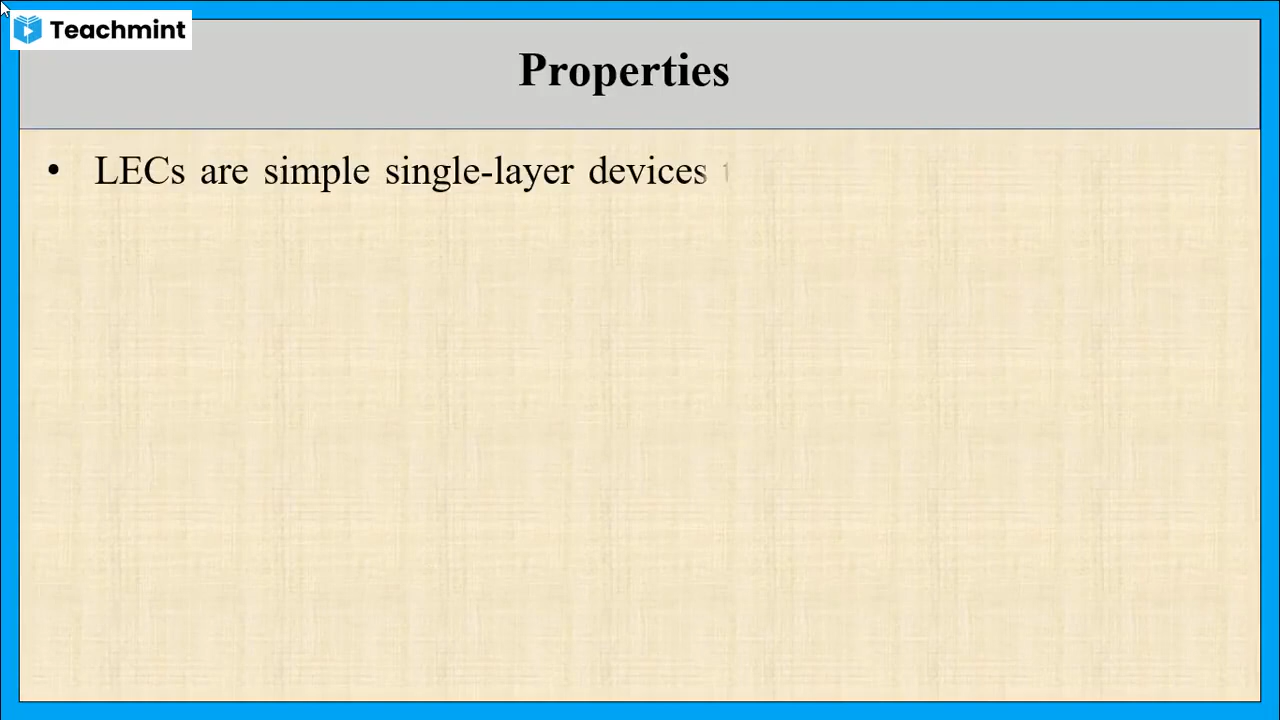 Teachmint
Properties
• LECs are simple single-layer devices